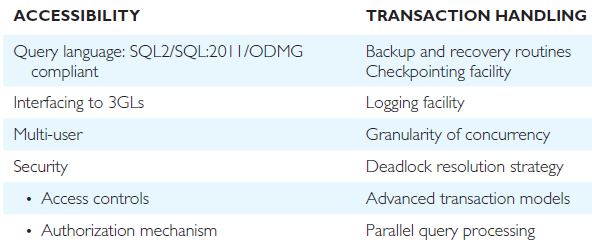 ACCESSIBILITY TRANSACTION HANDLING
Query language: SQL2/SQL:2011/ODMG Backup and recovery routines
compliant Checkpointing facility
Interfacing to 3GLs Logging facility
Multi-user Granularity of concurrency
Security Deadlock resolution strategy
• Access controls Advanced transaction models
• Authorization mechanism Parallel query processing